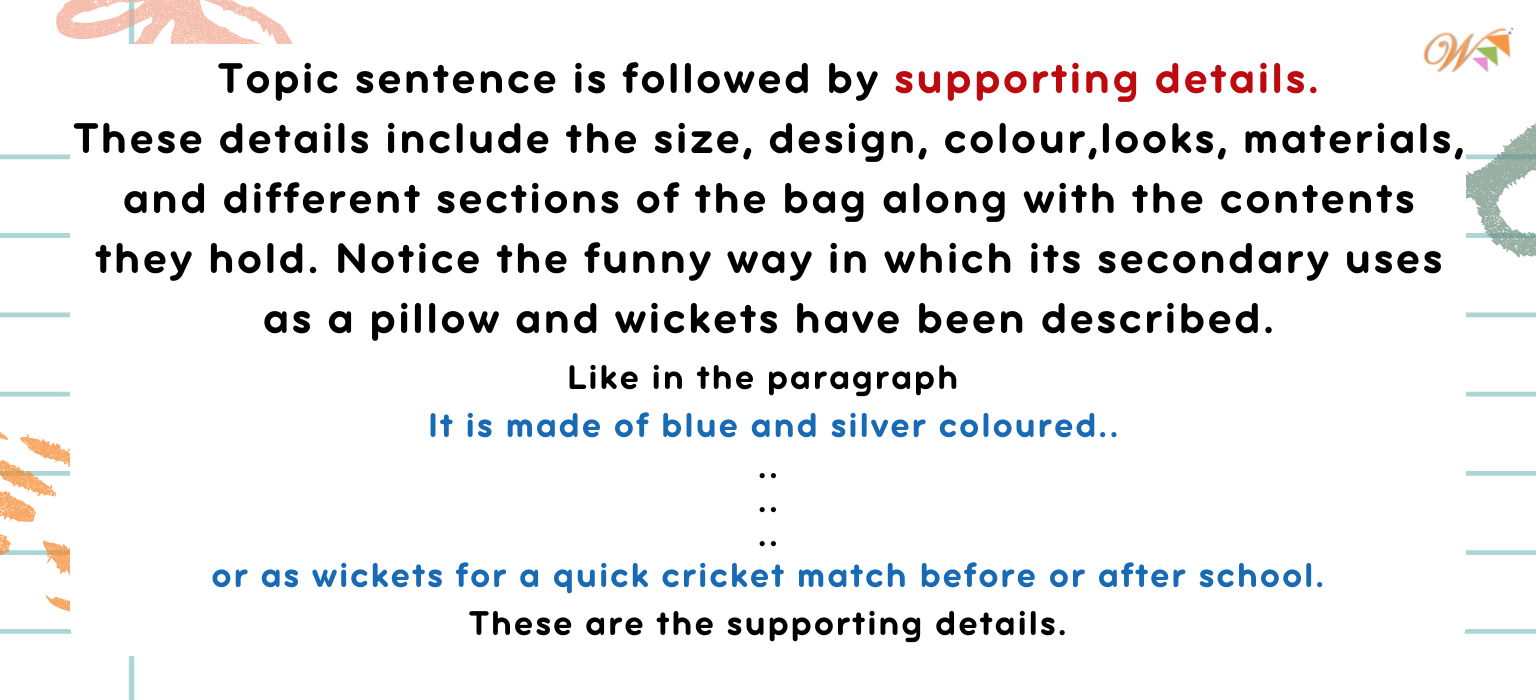 W
Topic sentence is followed by supporting details.
These details include the size, design, colour,looks, materials,
and different sections of the bag along with the contents
they hold. Notice the funny way in which its secondary uses
as a pillow and wickets have been described.
Like in the paragraph
It is made of blue and silver coloured..
..
..
..
or as wickets for a quick cricket match before or after school.
These are the supporting details.